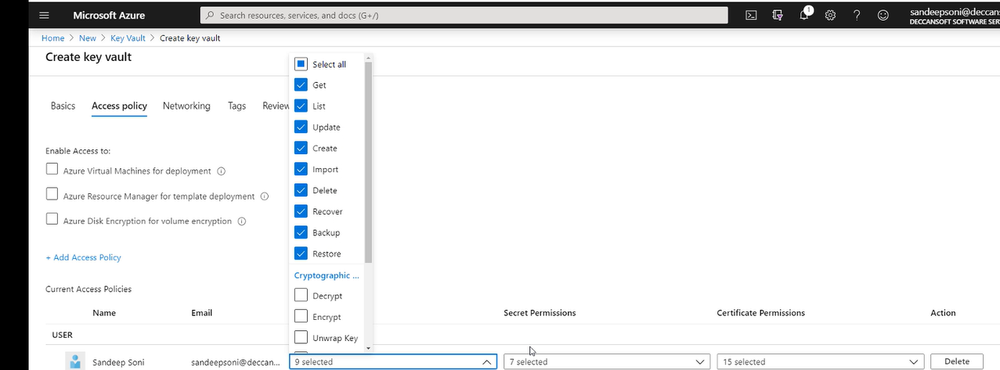 Microsoft Azure
Search resources, services, and docs (G+/)
1
sandeepsoni@deccans
DECCANSOFT SOFTWARE SER
Home > New > Key Vault > Create key vault
Create key vault
Basics Access policy Networking Tags Review
Enable Access to:
Azure Virtual Machines for deployment
Azure Resource Manager for template deployment
Azure Disk Encryption for volume encryption
+ Add Access Policy
Current Access Policies
Select all
Get
List
Update
Create
Import
Delete
Recover
Backup
Restore
Cryptographic ...
Decrypt
Encrypt
Unwrap Key
Name Email Secret Permissions Certificate Permissions Action
USER
Sandeep Soni sandeepsoni@deccan... 9 selected 7 selected 15 selected Delete